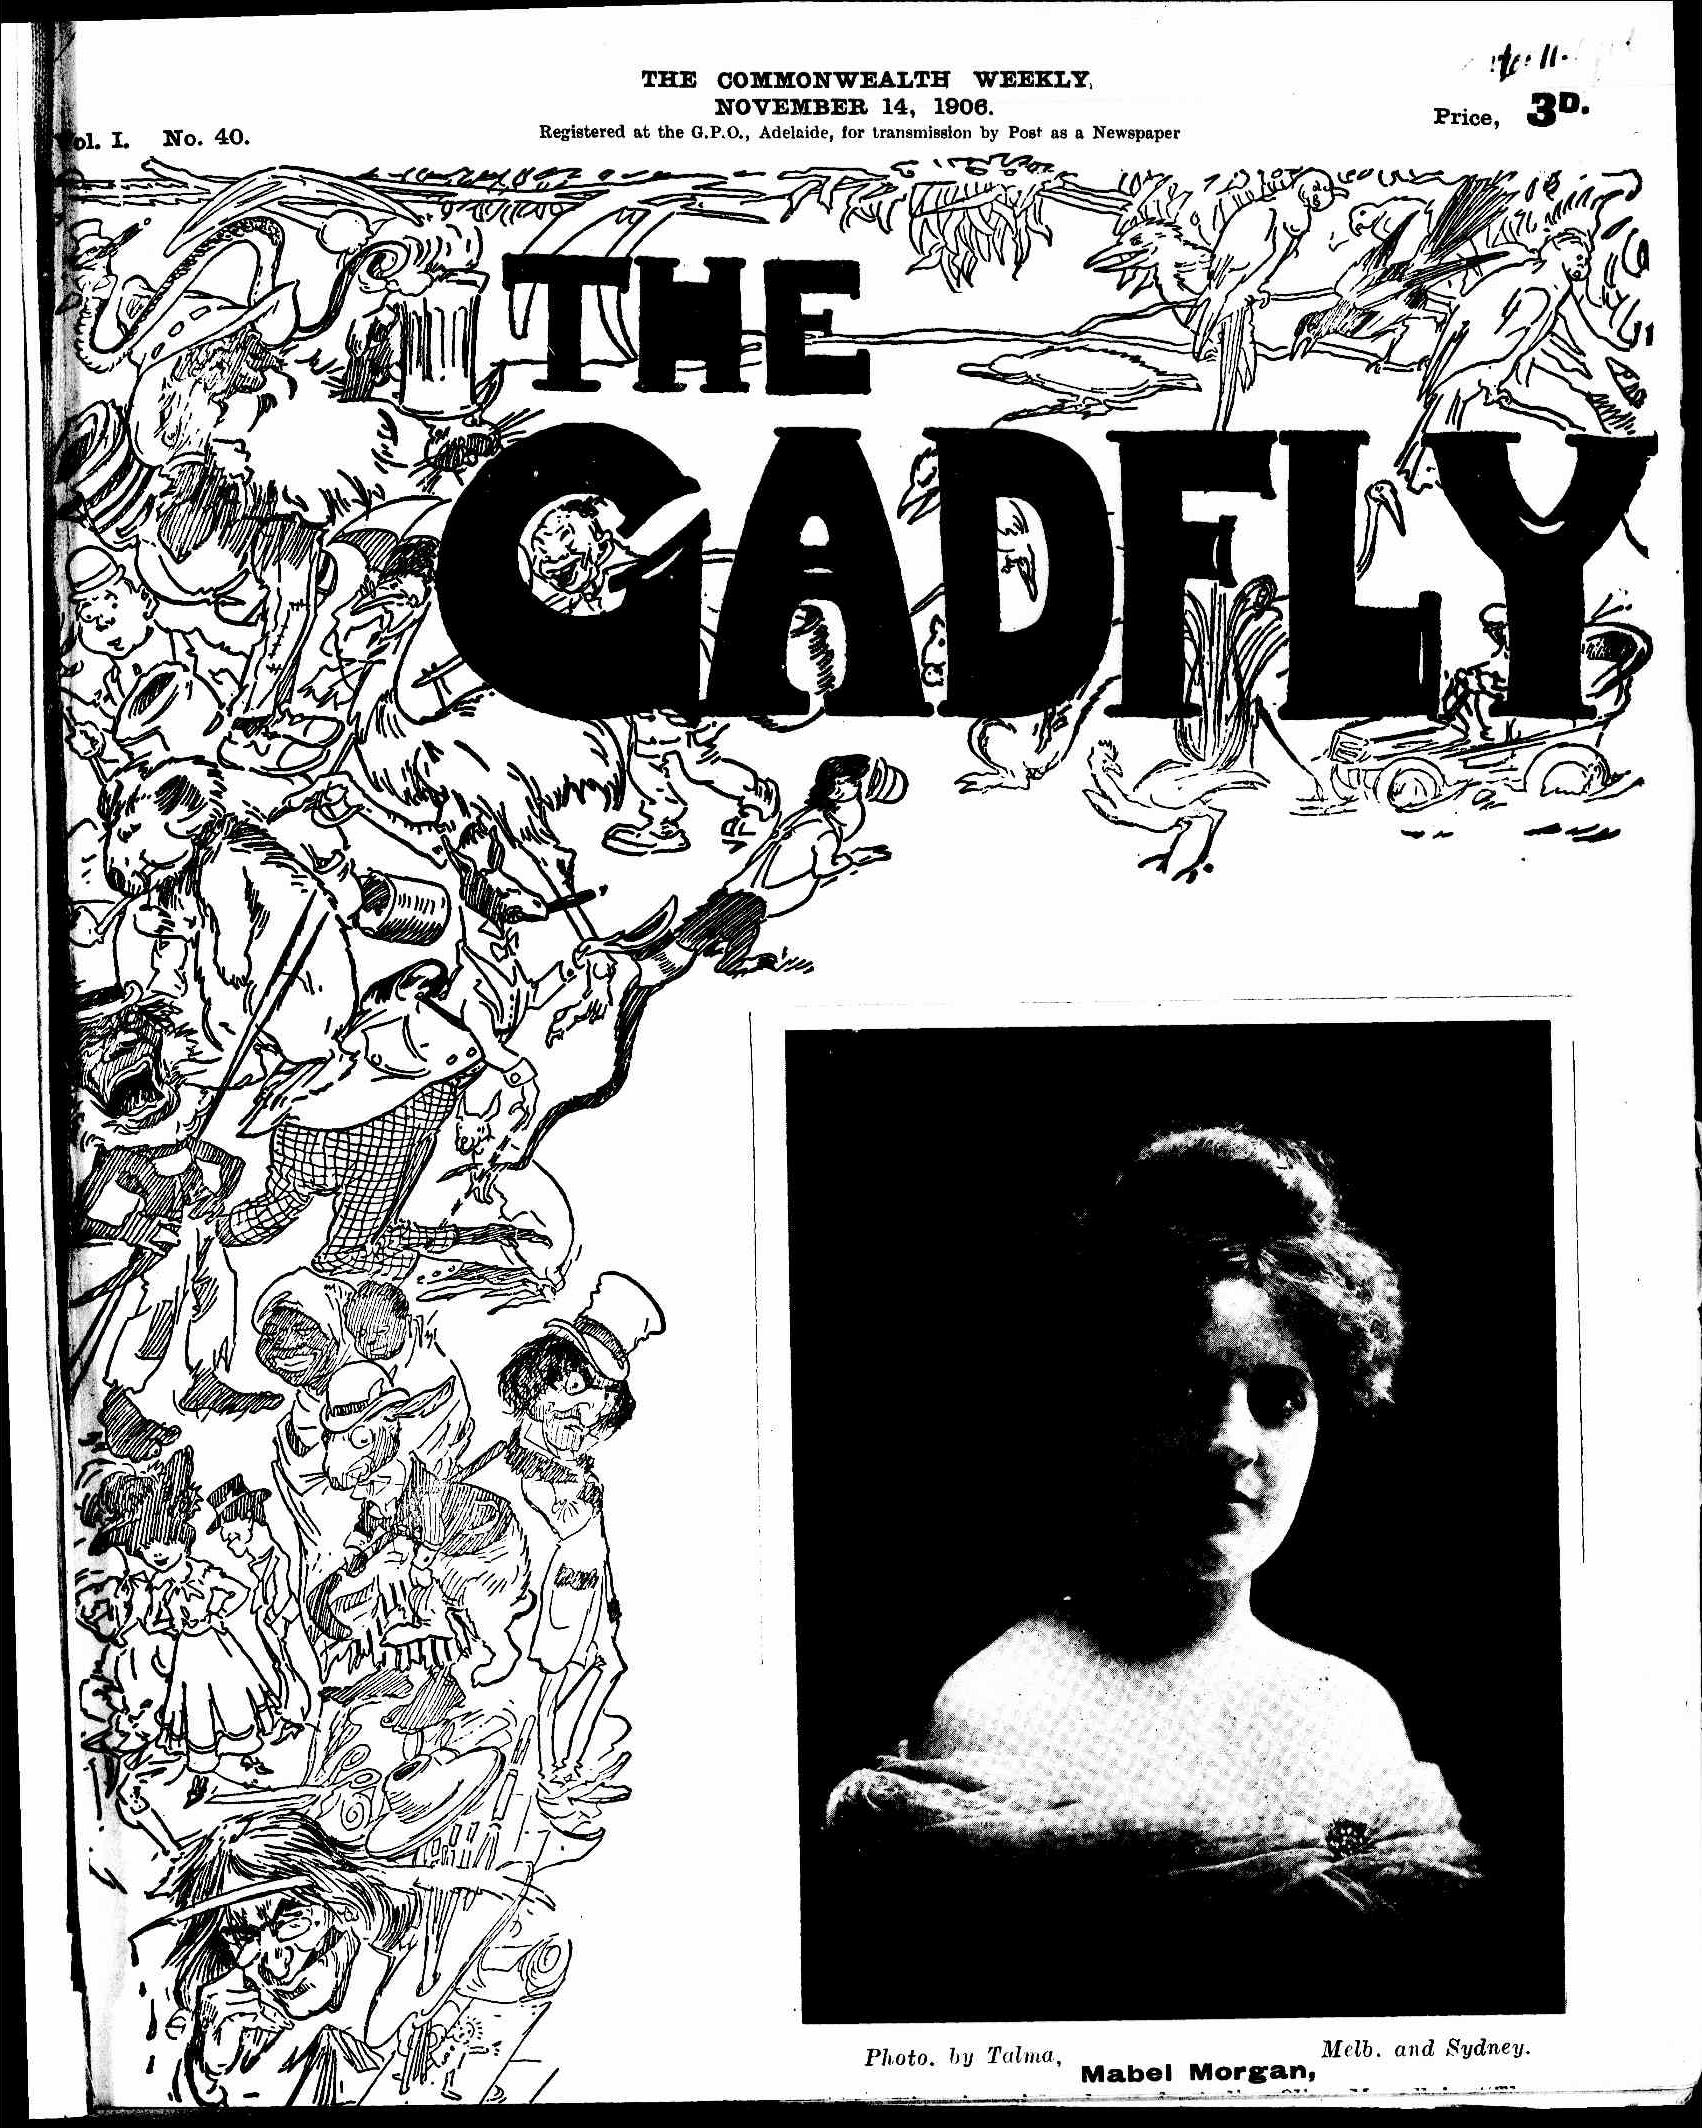 THE COMMONWEALTH WEEKLY,
NOVEMBER 14, 1906.
Registered at the G.P.O., Adelaide, for transmission by Post as a Newspaper
Vol. I. No. 40.
Price, 3D.
THE
GADFLY
Photo. by Talma, Melb. and Sydney.
Mabel Morgan,